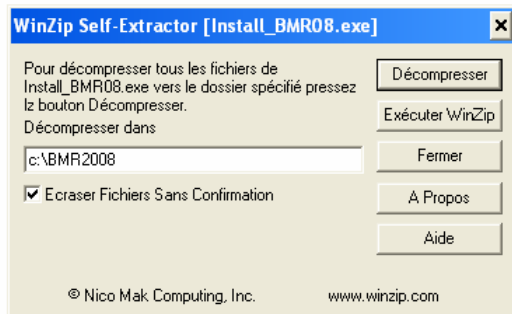 WinZip Self-Extractor [Install_BMR08.exe]
Pour décompresser tous les fichiers de
Install_BMR08.exe vers le dossier spécifié pressez
lz bouton Décompresser.
Décompresser dans
c:\BMR2008
Ecraser Fichiers Sans Confirmation
Décompresser
Exécuter WinZip
Fermer
A Propos
Aide
© Nico Mak Computing, Inc. www.winzip.com